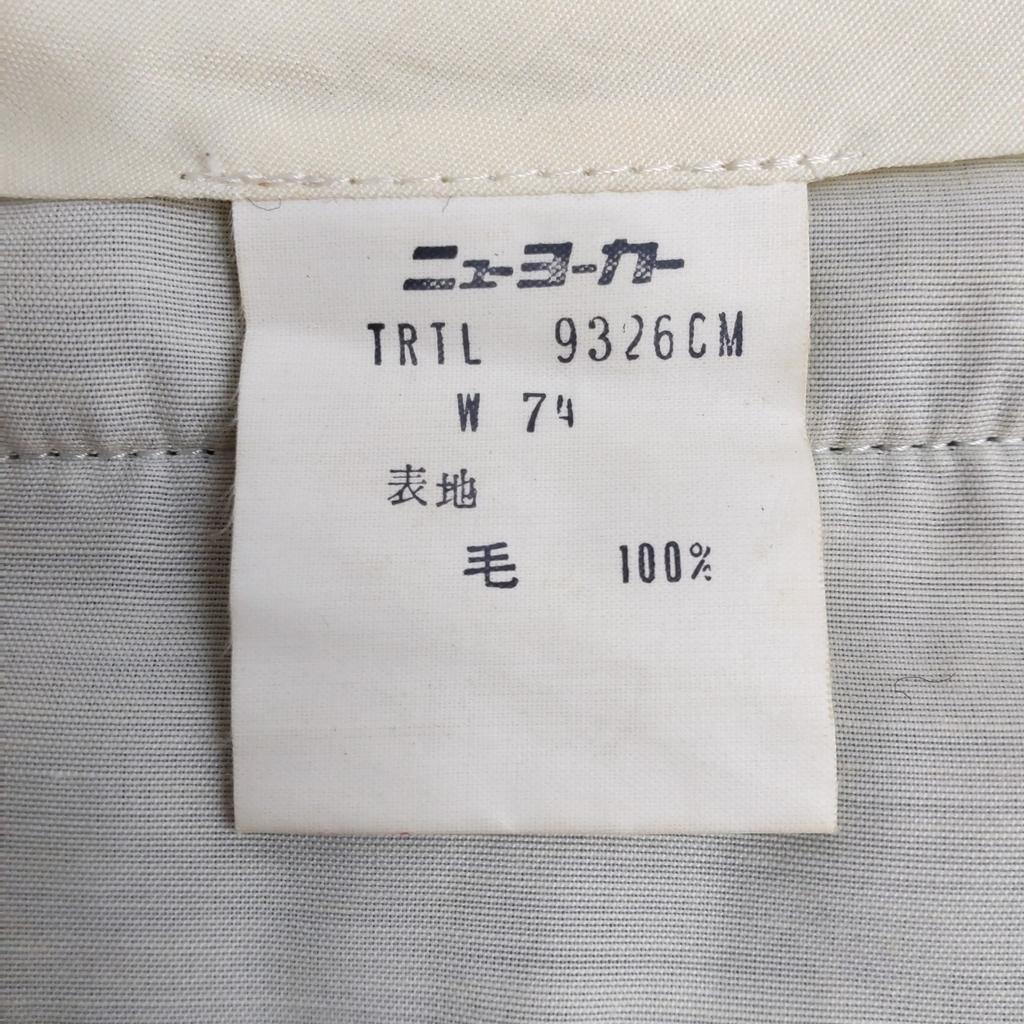 ニューヨーカー
TRTL 9326CM
W 74
表地
毛 100%